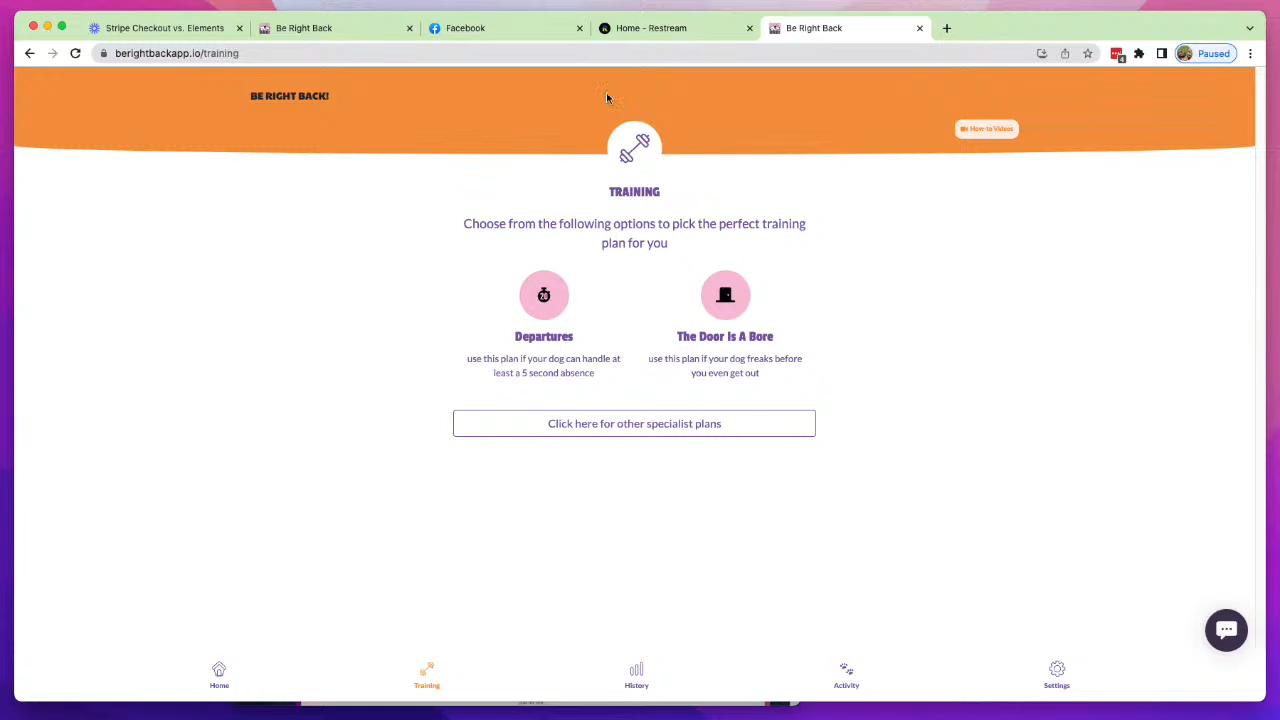 Stripe Checkout vs. Elements
Be Right Back
Facebook
Home - Restream
Be Right Back
berightbackapp.io/training
4
Paused
BE RIGHT BACK!
How-to Videos
TRAINING
Choose from the following options to pick the perfect training
plan for you
20
Departures
use this plan if your dog can handle at
least a 5 second absence
The Door Is A Bore
use this plan if your dog freaks before
you even get out
Click here for other specialist plans
Home
Training
History
Activity
Settings